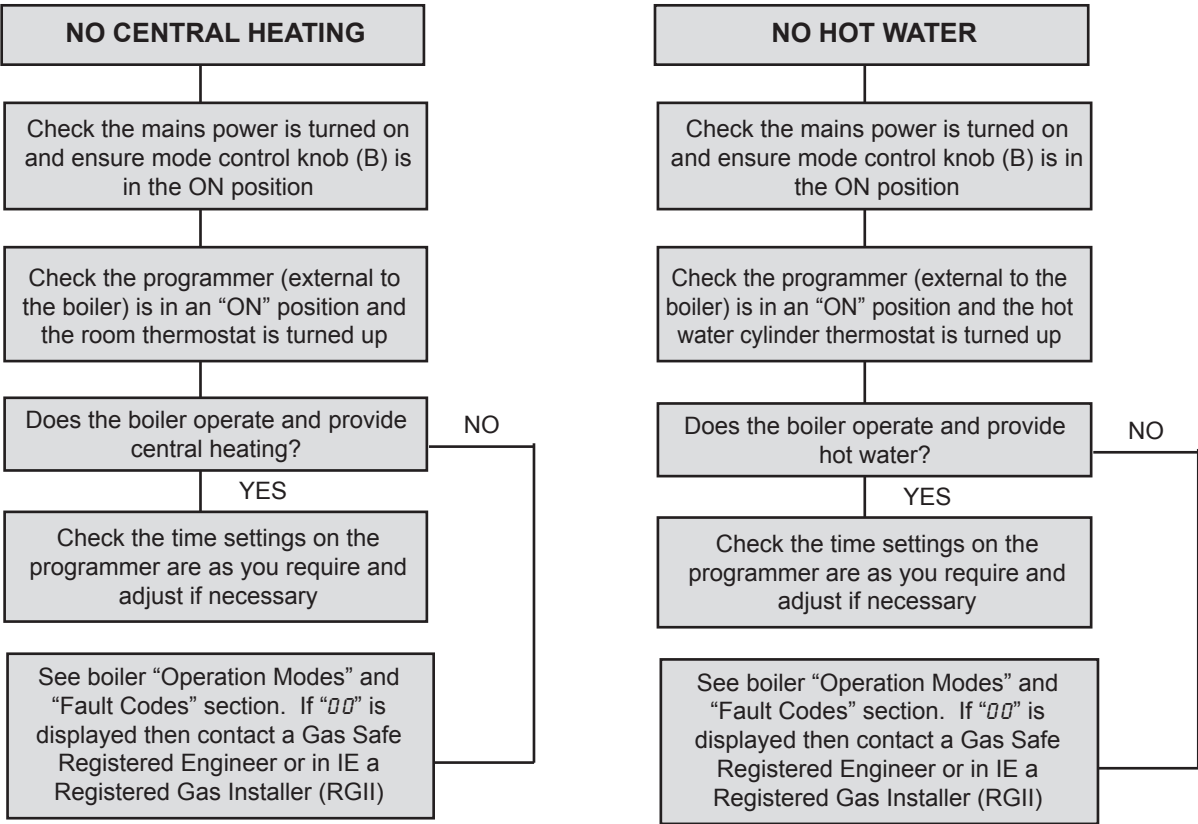 NO CENTRAL HEATING
Check the mains power is turned on
and ensure mode control knob (B) is
in the ON position
Check the programmer (external to
the boiler) is in an “ON” position and
the room thermostat is turned up
Does the boiler operate and provide
central heating?
NO
YES
Check the time settings on the
programmer are as you require and
adjust if necessary
See boiler “Operation Modes” and
“Fault Codes” section.  If “00” is
displayed then contact a Gas Safe
Registered Engineer or in IE a
Registered Gas Installer (RGII)
NO HOT WATER
Check the mains power is turned on
and ensure mode control knob (B) is in
the ON position
Check the programmer (external to the
boiler) is in an “ON” position and the hot
water cylinder thermostat is turned up
Does the boiler operate and provide
hot water?
NO
YES
Check the time settings on the
programmer are as you require and
adjust if necessary
See boiler “Operation Modes” and
“Fault Codes” section.  If “00” is
displayed then contact a Gas Safe
Registered Engineer or in IE a
Registered Gas Installer (RGII)